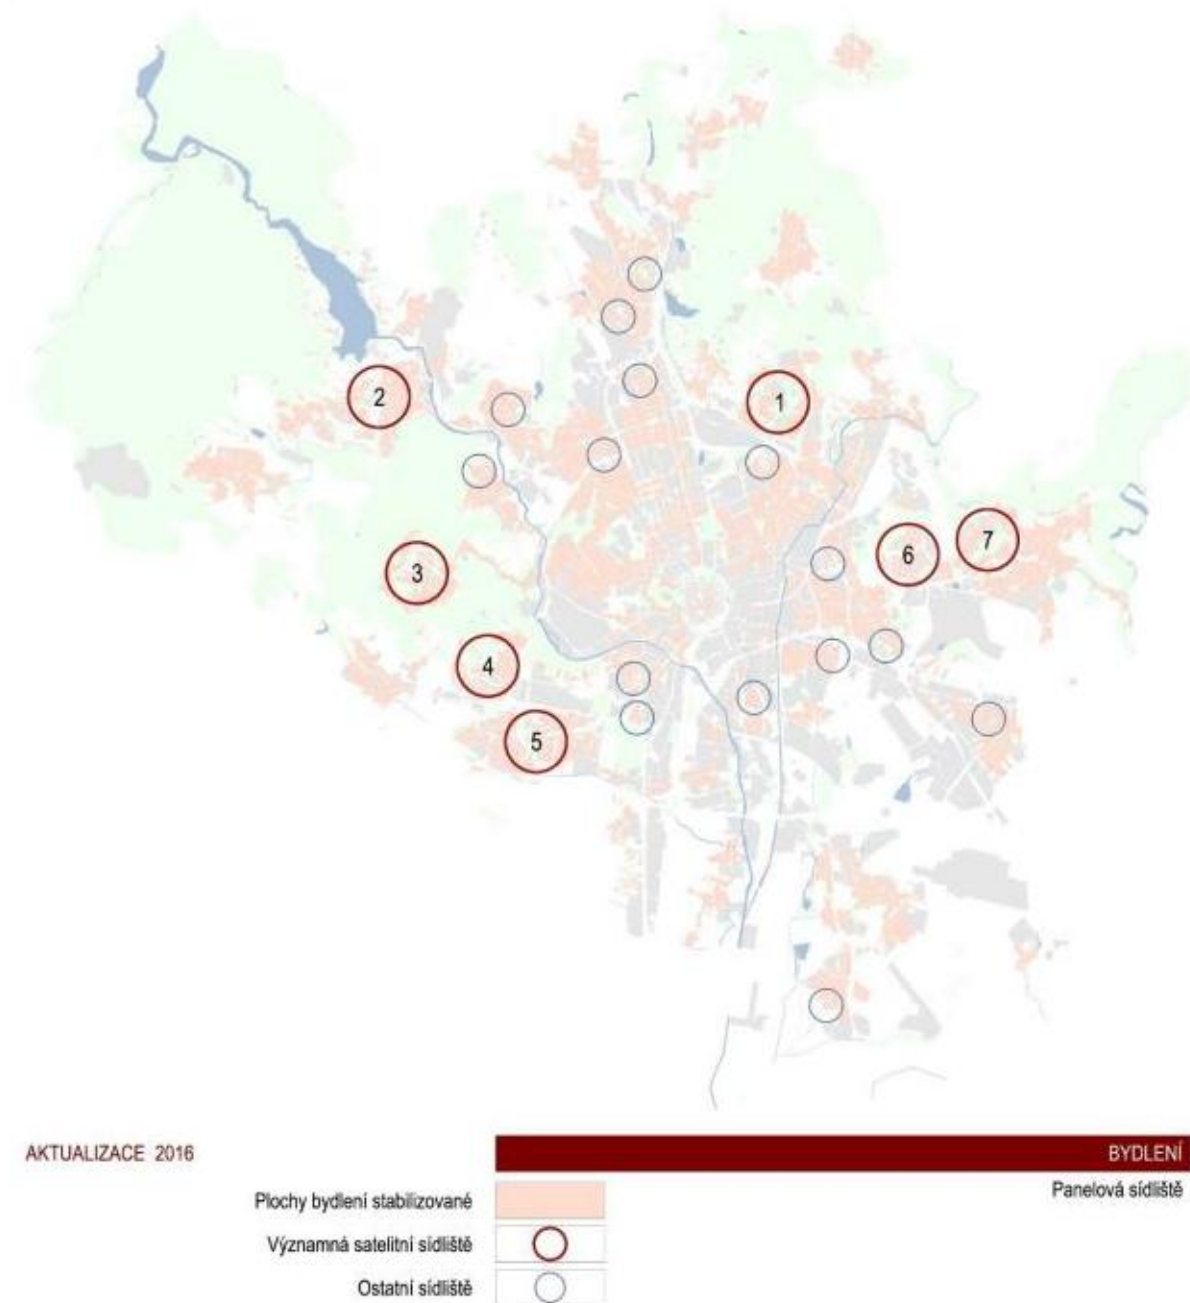 1
2
3
4
5
6
7
AKTUALIZACE 2016
BYDLENÍ
Panelová sídliště
Plochy bydlení stabilizované
Významná satelitní sídliště
Ostatní sídliště